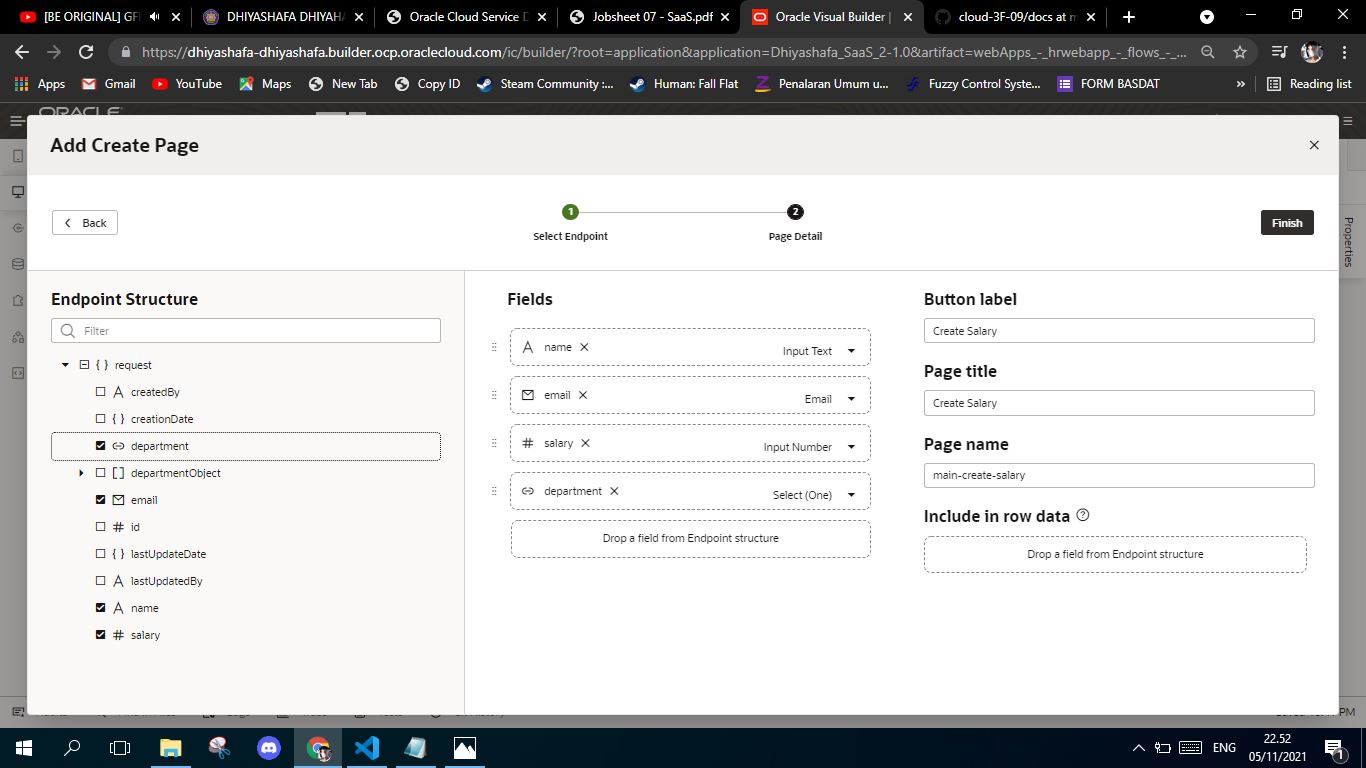 [BE ORIGINAL] GF
DHIYASHAFA DHIYAHA
Oracle Cloud Service D
Jobsheet 07 - SaaS.pdf
Oracle Visual Builder |
cloud-3F-09/docs at m
https://dhiyashafa-dhiyashafa.builder.ocp.oraclecloud.com/ic/builder/?root=application&application=Dhiyashafa_SaaS_2-1.0&artifact=webApps_-_hrwebapp_-_flows_-_...
Apps
Gmail
YouTube
Maps
New Tab
Copy ID
Steam Community :...
Human: Fall Flat
Penalaran Umum u...
Fuzzy Control Syste...
FORM BASDAT
»
Reading list
ORACLE
Add Create Page
Back
1
Select Endpoint
2
Page Detail
Finish
Properties
Endpoint Structure
Filter
{ } request
A createdBy
{ } creationDate
department
[ ] departmentObject
email
# id
{ } lastUpdateDate
A lastUpdatedBy
A name
# salary
Fields
A name Input Text
email Email
# salary Input Number
department Select (One)
Drop a field from Endpoint structure
Button label
Create Salary
Page title
Create Salary
Page name
main-create-salary
Include in row data
Drop a field from Endpoint structure
PM
ENG
22.52
05/11/2021
1